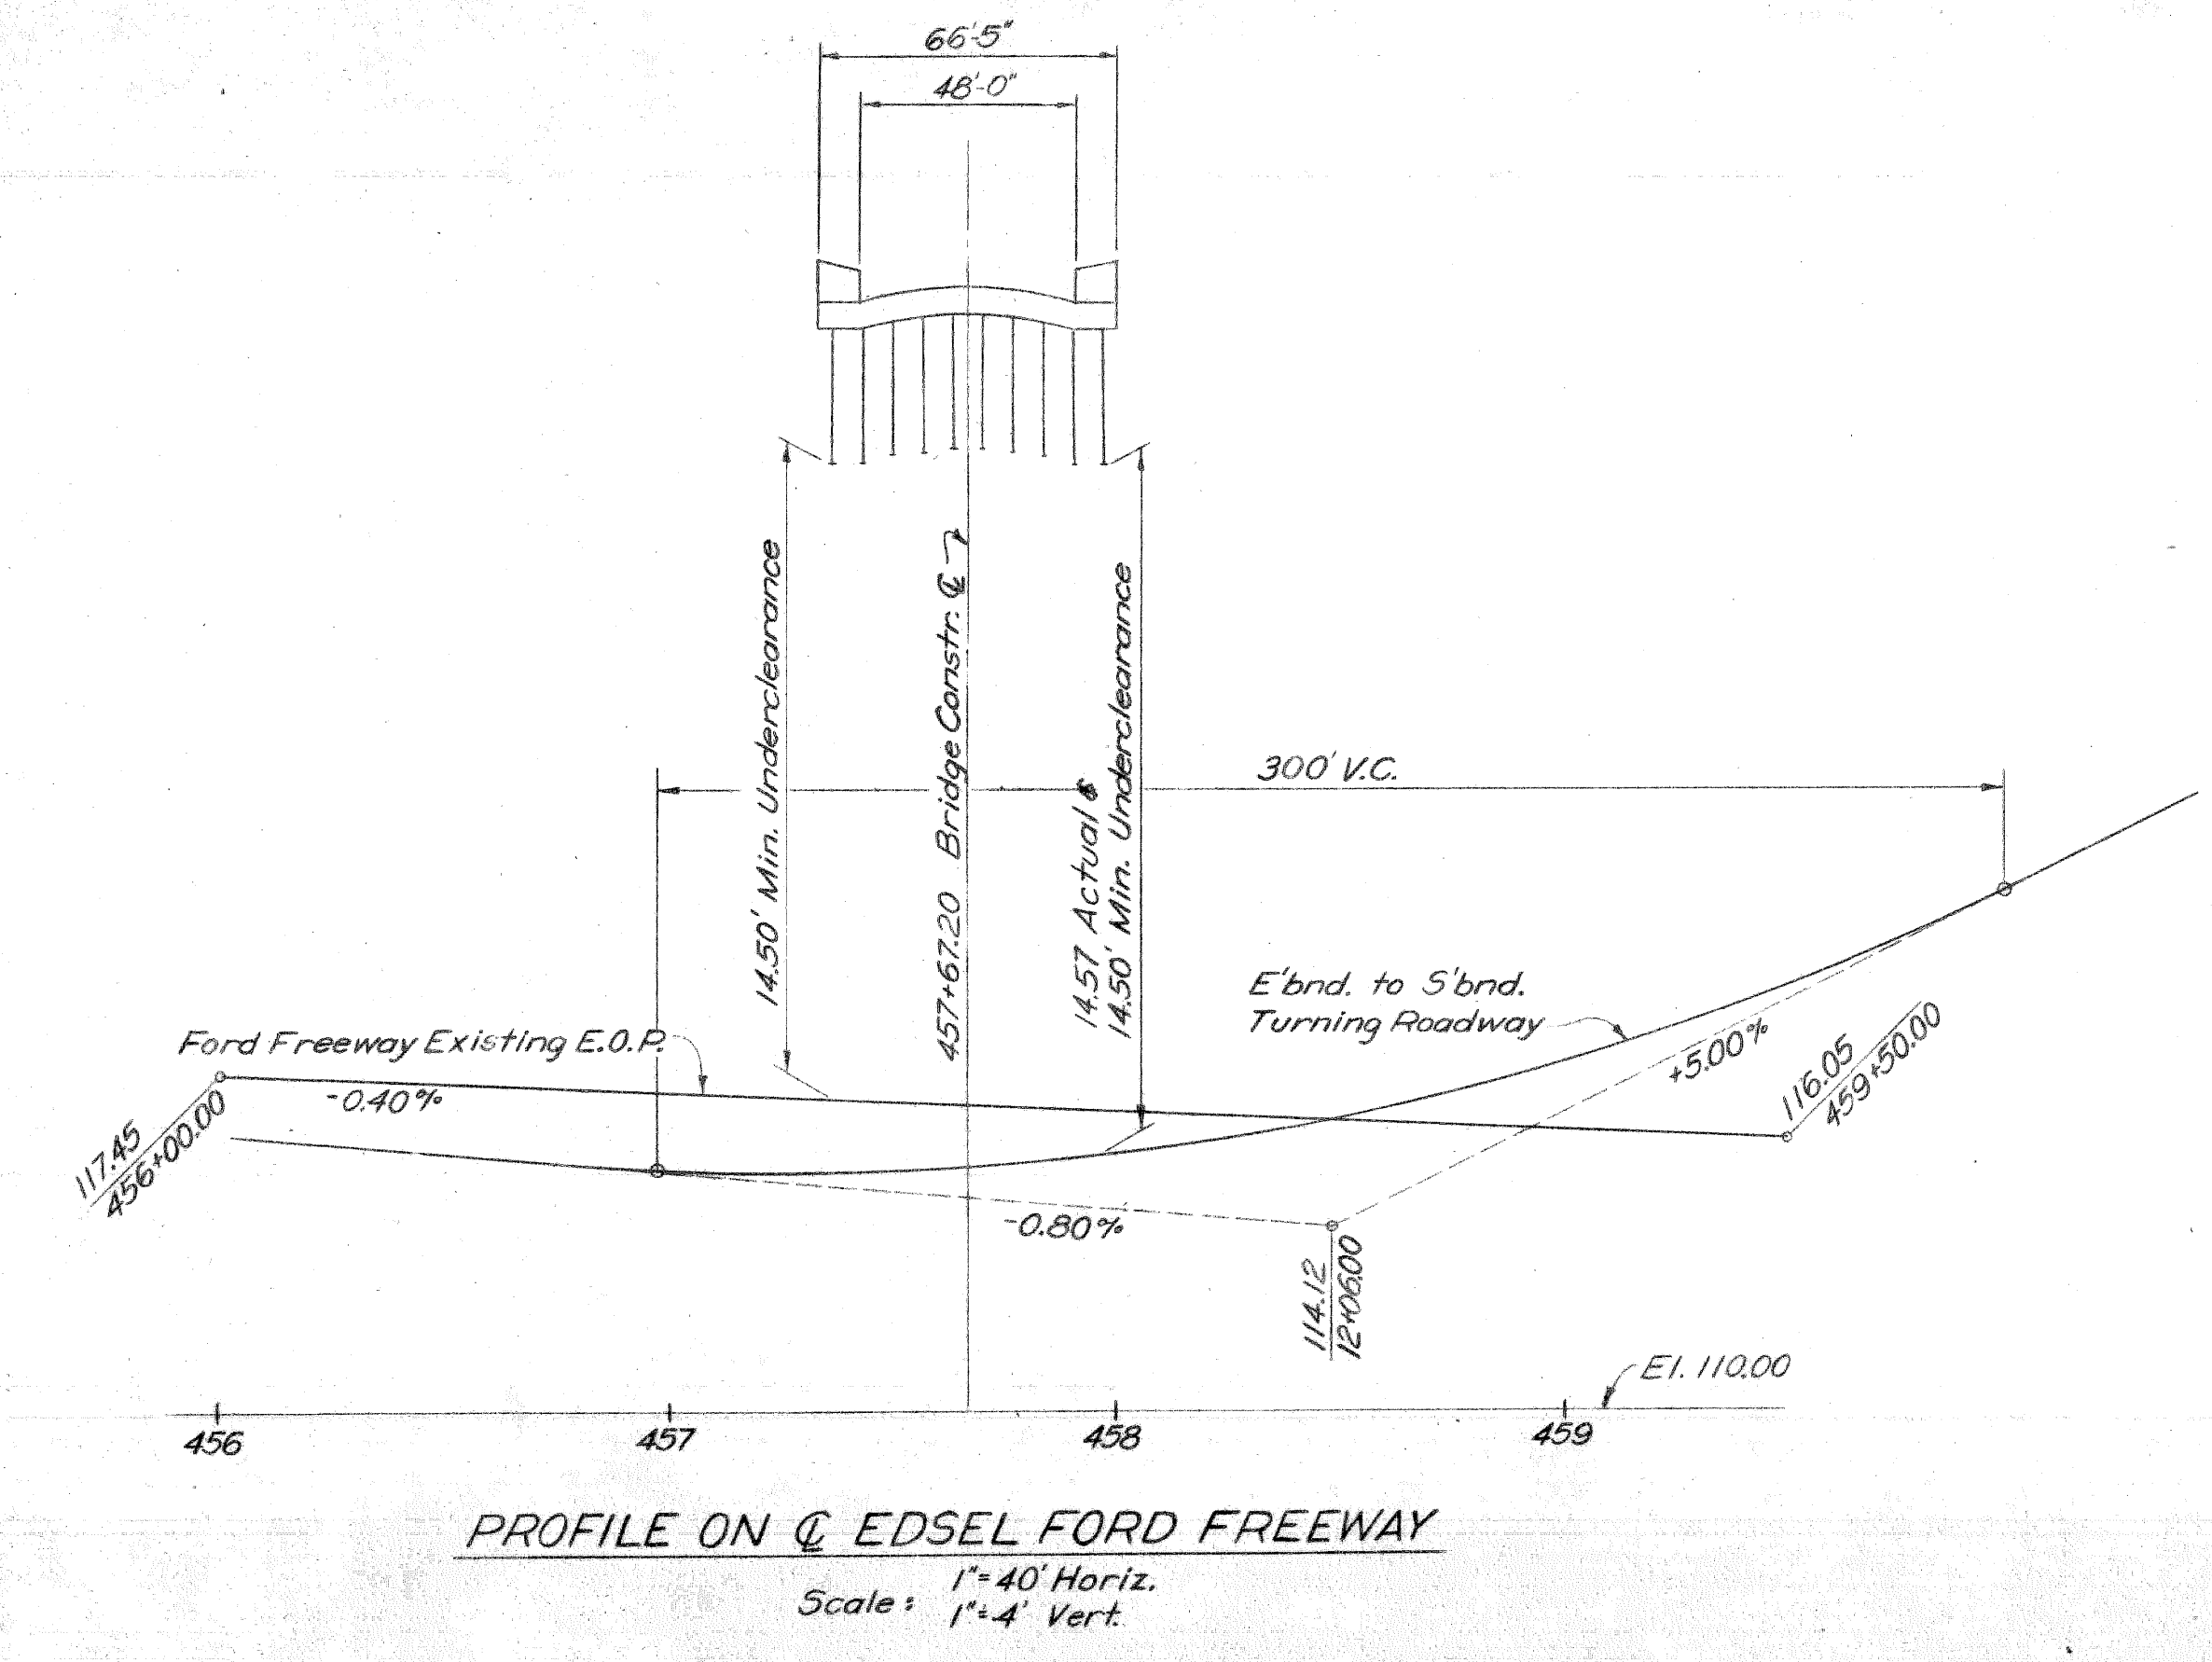 66'-5"
48'-0"
14.50' Min. Underclearance
457+67.20 Bridge Constr. ℄
14.57 Actual &
14.50' Min. Underclearance
300' V.C.
E'bnd. to S'bnd.
Turning Roadway
Ford Freeway Existing E.O.P.
-0.40%
117.45
456+00.00
+5.00%
116.05
459+50.00
-0.80%
114.12
12+06.00
El. 110.00
456
457
458
459
PROFILE ON ℄ EDSEL FORD FREEWAY
Scale: 1"=40' Horiz.
1"=4' Vert.